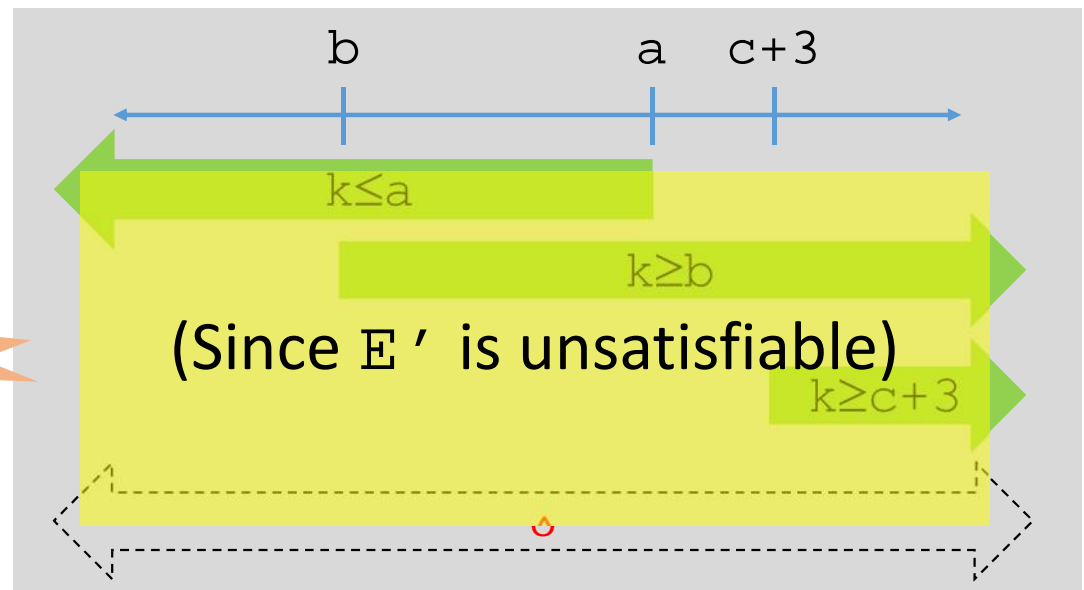 b a c+3
k≤a
k≥b
(Since E’ is unsatisfiable)
k≥c+3